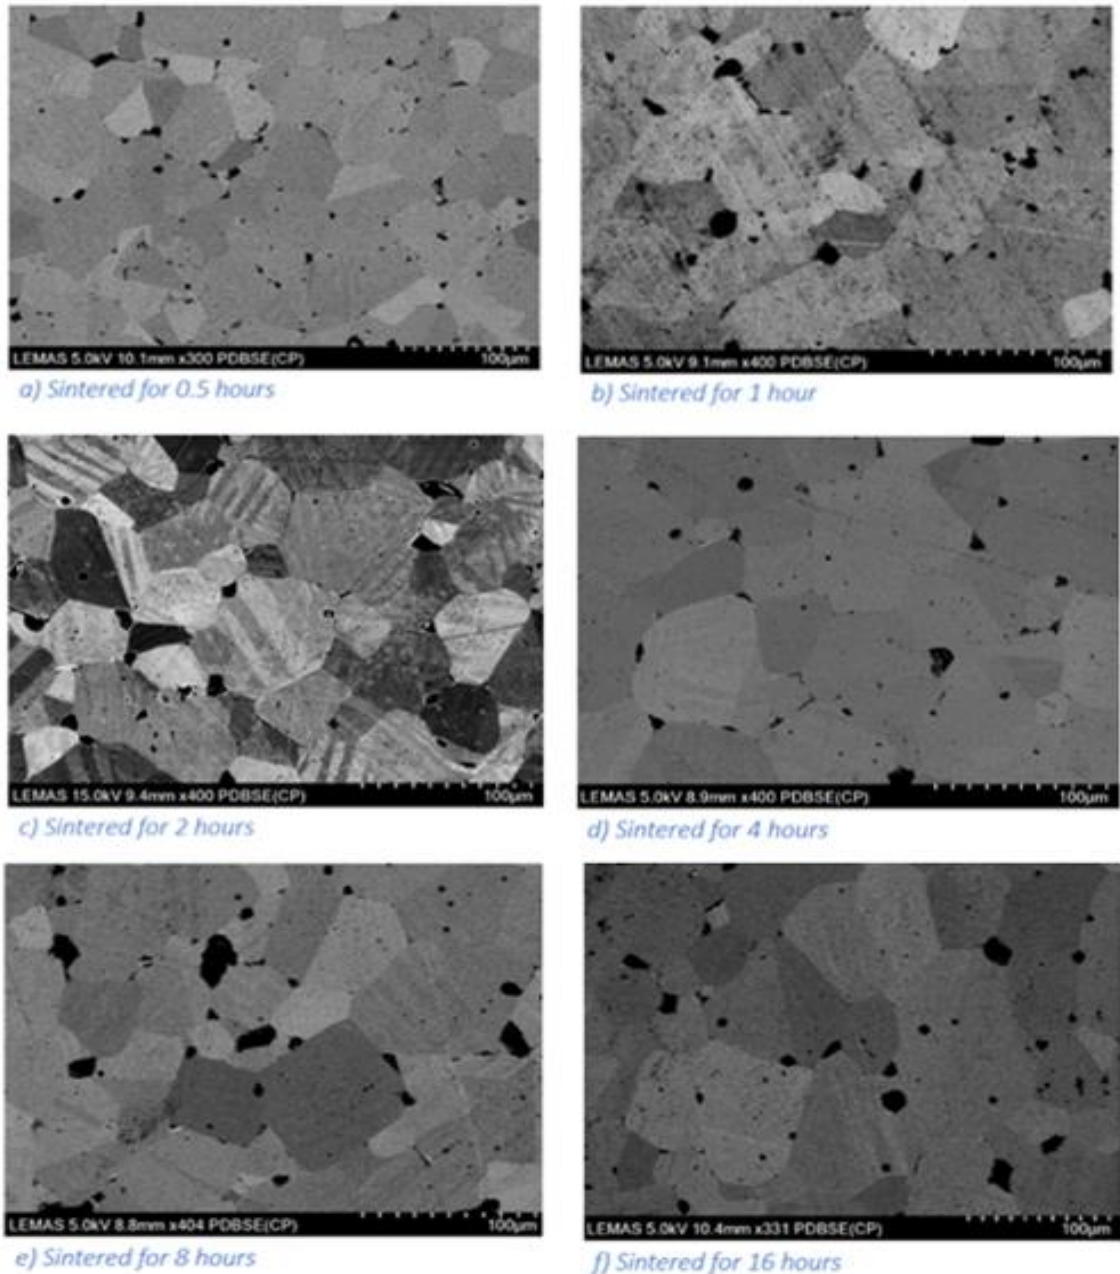 LEMAS 5.0kV 10.1mm x300 PDBSE(CP) 100µm
LEMAS 5.0kV 9.1mm x400 PDBSE(CP) 100µm
a) Sintered for 0.5 hours
b) Sintered for 1 hour
LEMAS 15.0kV 9.4mm x400 PDBSE(CP) 100µm
LEMAS 5.0kV 8.9mm x400 PDBSE(CP) 100µm
c) Sintered for 2 hours
d) Sintered for 4 hours
LEMAS 5.0kV 8.8mm x404 PDBSE(CP) 100µm
LEMAS 5.0kV 10.4mm x331 PDBSE(CP) 100µm
e) Sintered for 8 hours
f) Sintered for 16 hours